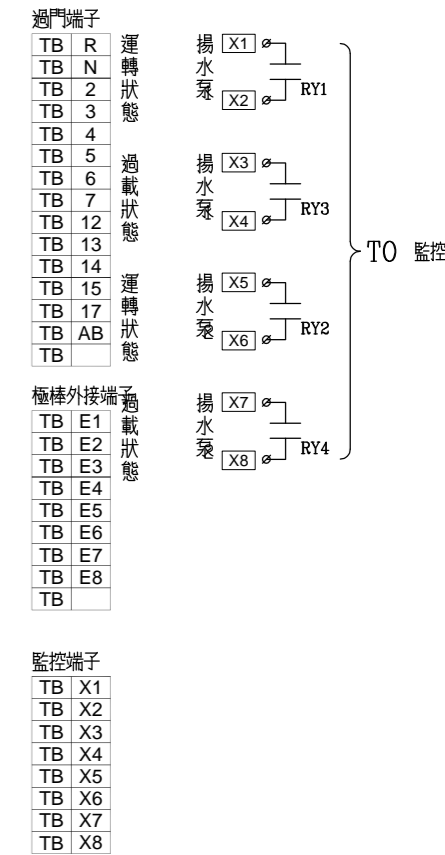 過門端子
TB R
TB N
TB 2
TB 3
TB 4
TB 5
TB 6
TB 7
TB 12
TB 13
TB 14
TB 15
TB 17
TB AB
TB
極棒外接端子
TB E1
TB E2
TB E3
TB E4
TB E5
TB E6
TB E7
TB E8
TB
監控端子
TB X1
TB X2
TB X3
TB X4
TB X5
TB X6
TB X7
TB X8
運轉狀態
揚水泵
X1
X2
RY1
過載狀態
揚水泵
X3
X4
RY3
運轉狀態
揚水泵
X5
X6
RY2
過載狀態
揚水泵
X7
X8
RY4
TO 監控